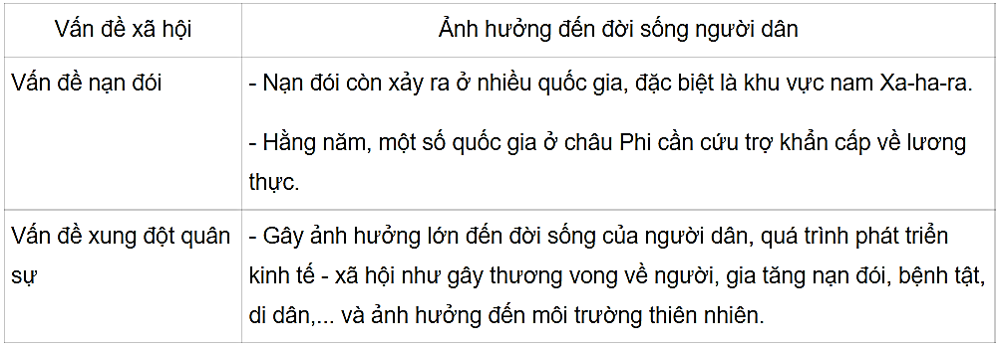 Vấn đề xã hội
Ảnh hưởng đến đời sống người dân
Vấn đề nạn đói
- Nạn đói còn xảy ra ở nhiều quốc gia, đặc biệt là khu vực nam Xa-ha-ra.
- Hằng năm, một số quốc gia ở châu Phi cần cứu trợ khẩn cấp về lương
thực.
Vấn đề xung đột quân
sự
- Gây ảnh hưởng lớn đến đời sống của người dân, quá trình phát triển
kinh tế - xã hội như gây thương vong về người, gia tăng nạn đói, bệnh tật,
di dân,... và ảnh hưởng đến môi trường thiên nhiên.